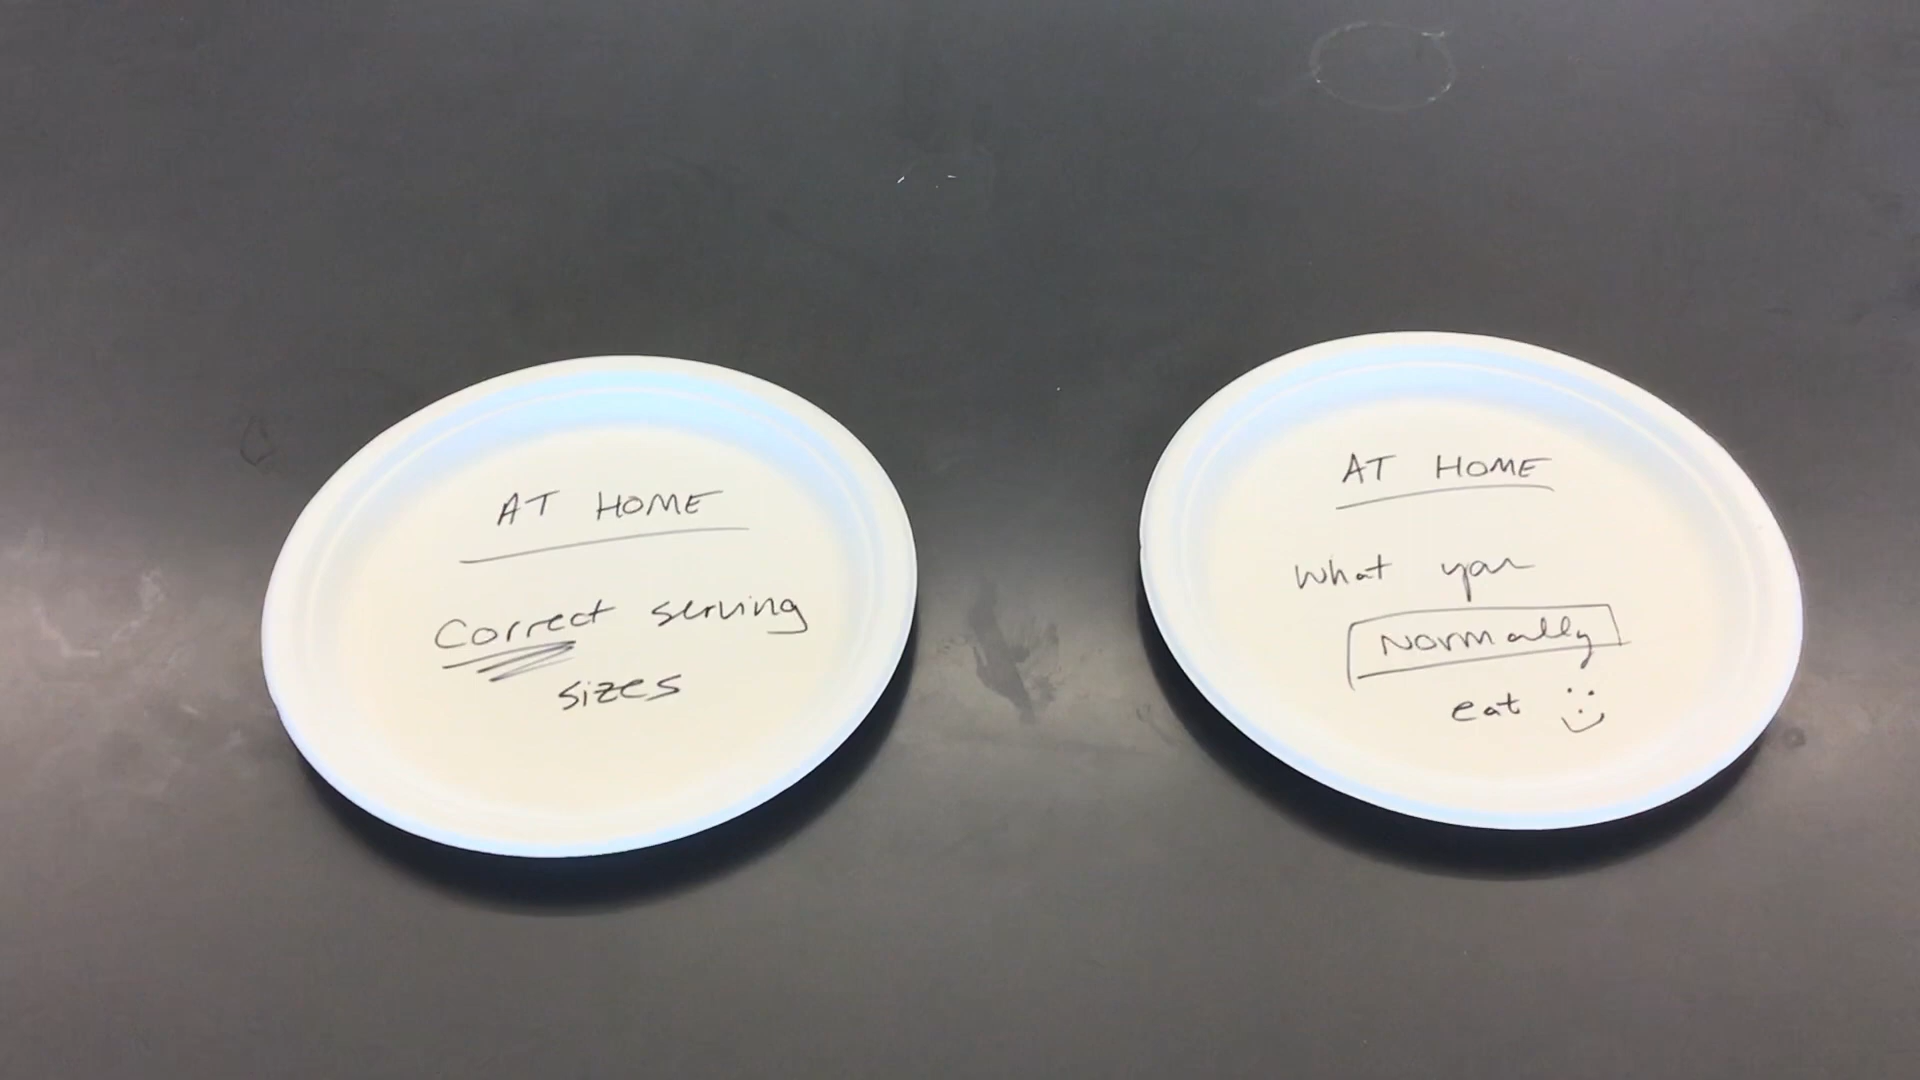 AT HOME
Correct serving
sizes
AT HOME
What you
Normally
eat